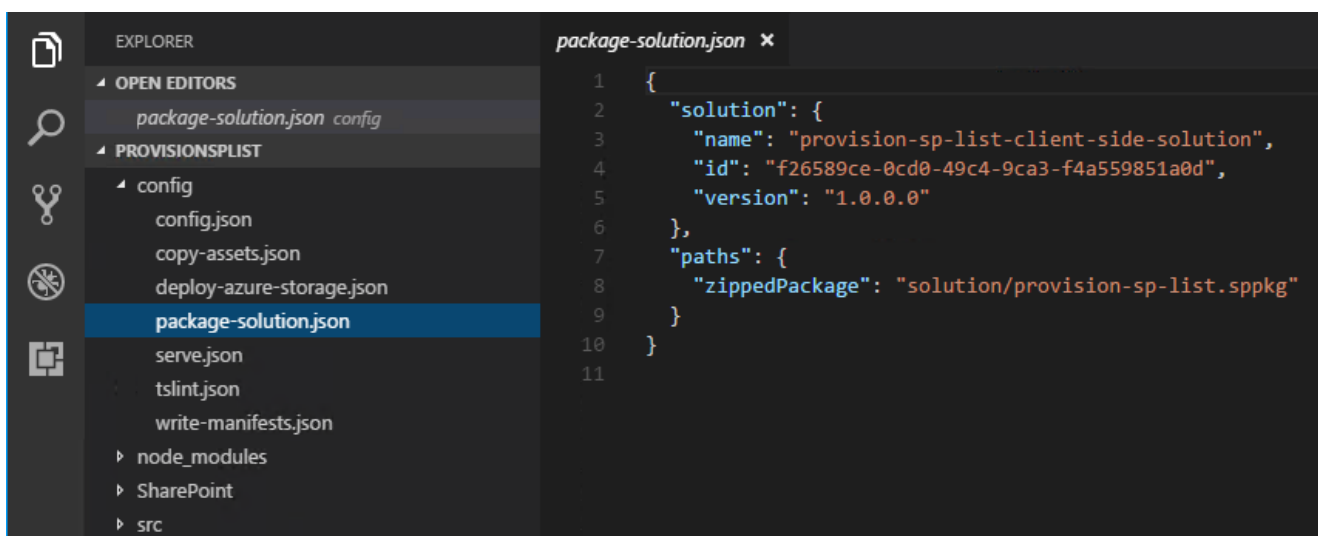 EXPLORER
OPEN EDITORS
package-solution.json config
PROVISIONSPLIST
config
config.json
copy-assets.json
deploy-azure-storage.json
package-solution.json
serve.json
tslint.json
write-manifests.json
node_modules
SharePoint
src
package-solution.json ×
1 {
2 "solution": {
3 "name": "provision-sp-list-client-side-solution",
4 "id": "f26589ce-0cd0-49c4-9ca3-f4a559851a0d",
5 "version": "1.0.0.0"
6 },
7 "paths": {
8 "zippedPackage": "solution/provision-sp-list.sppkg"
9 }
10 }
11